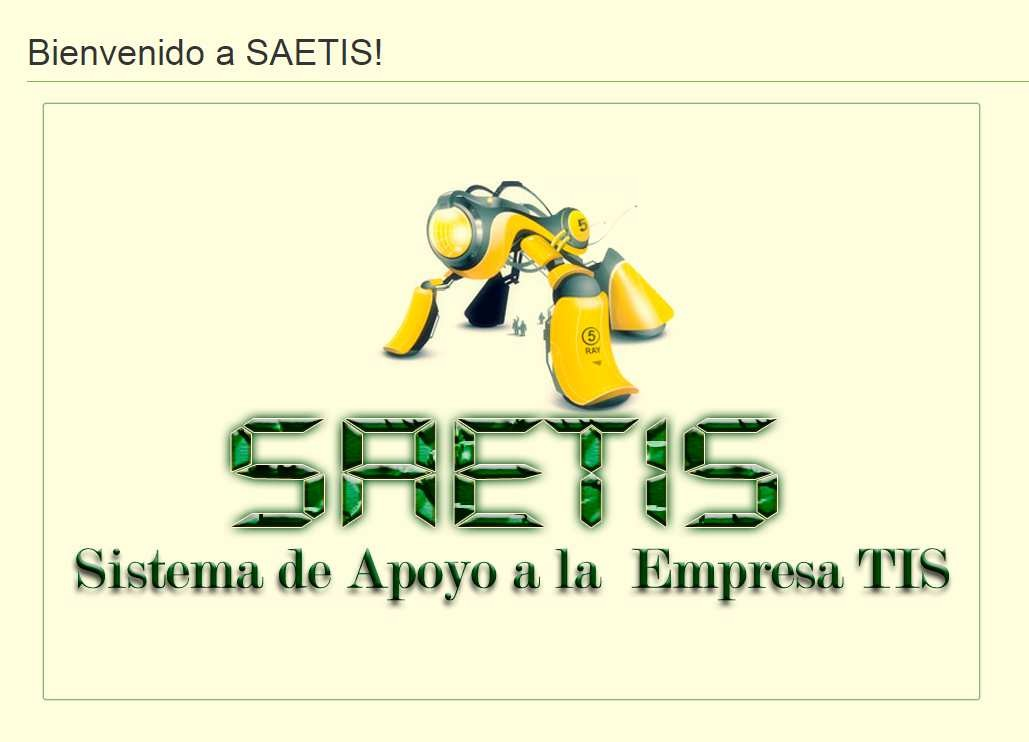 Bienvenido a SAETIS!
5
5
RAY
SAETIS
Sistema de Apoyo a la Empresa TIS